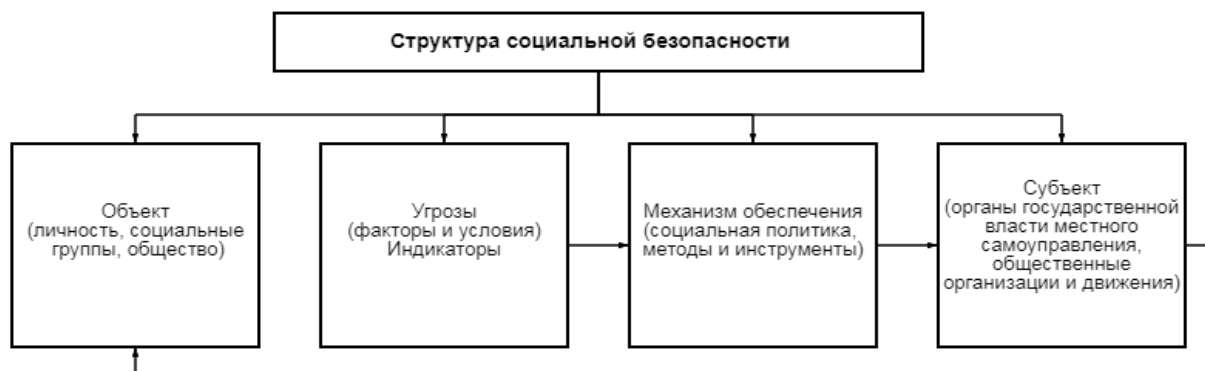 Структура социальной безопасности
Объект
(личность, социальные
группы, общество)
Угрозы
(факторы и условия)
Индикаторы
Механизм обеспечения
(социальная политика,
методы и инструменты)
Субъект
(органы государственной
власти местного
самоуправления,
общественные
организации и движения)